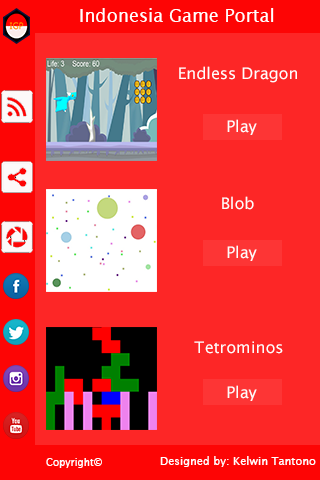 IGP
Indonesia Game Portal
Life: 3 Score: 60
Endless Dragon
Play
Blob
Play
Tetrominos
Play
f
You
Tube
Copyright©
Designed by: Kelwin Tantono